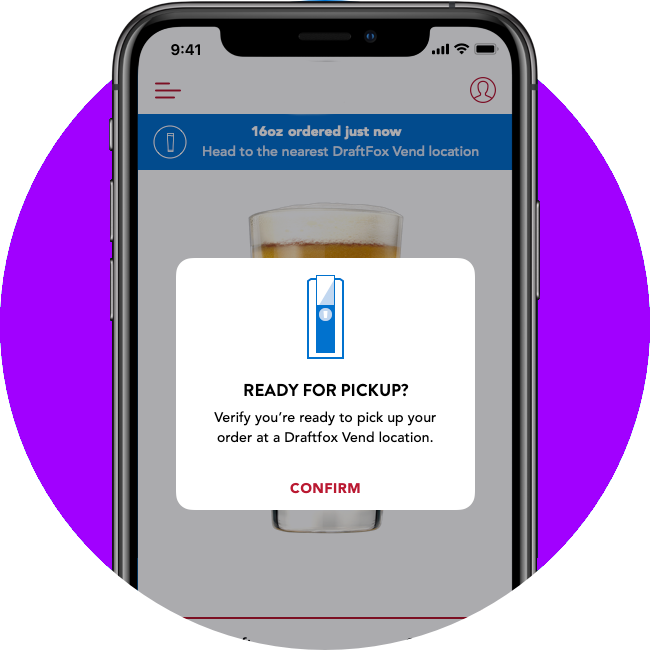 9:41
16oz ordered just now
Head to the nearest DraftFox Vend location
READY FOR PICKUP?
Verify you're ready to pick up your
order at a Draftfox Vend location.
CONFIRM